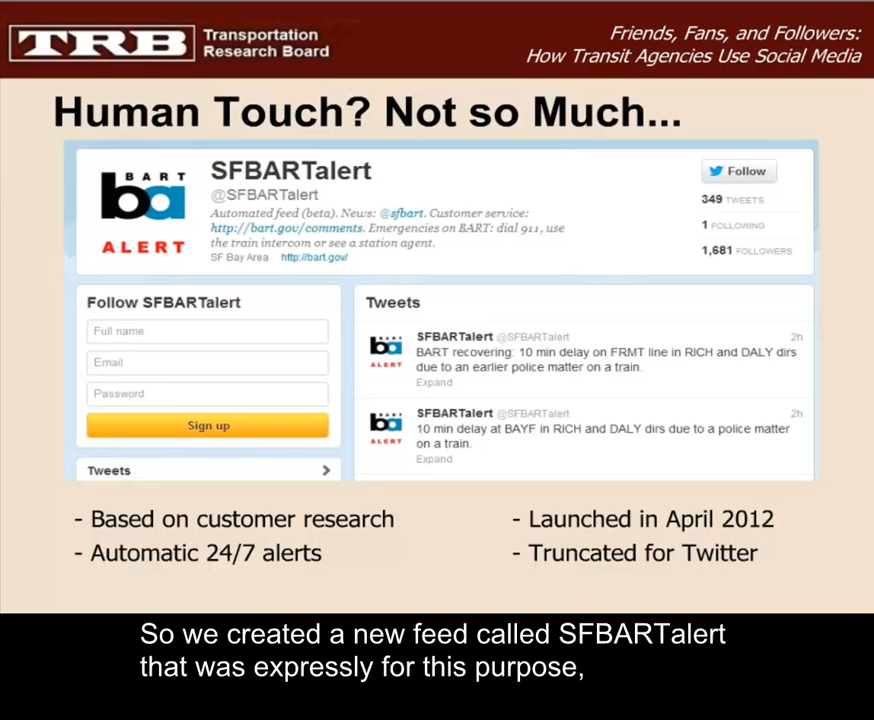 TRB Transportation
Research Board
Friends, Fans, and Followers:
How Transit Agencies Use Social Media
Human Touch? Not so Much...
BART
ba
ALERT
SFBARTalert
@SFBARTalert
Automated feed (beta). News: @sfbart. Customer service:
http://bart.gov/comments. Emergencies on BART: dial 911, use
the train intercom or see a station agent.
SF Bay Area http://bart.gov/
Follow
349 TWEETS
1 FOLLOWING
1,681 FOLLOWERS
Follow SFBARTalert
Full name
Email
Password
Sign up
Tweets
Tweets
BART
ba
ALERT
SFBARTalert @SFBARTalert 2h
BART recovering: 10 min delay on FRMT line in RICH and DALY dirs
due to an earlier police matter on a train.
Expand
BART
ba
ALERT
SFBARTalert @SFBARTalert 2h
10 min delay at BAYF in RICH and DALY dirs due to a police matter
on a train.
Expand
- Based on customer research
- Automatic 24/7 alerts
- Launched in April 2012
- Truncated for Twitter
So we created a new feed called SFBARTalert
that was expressly for this purpose,